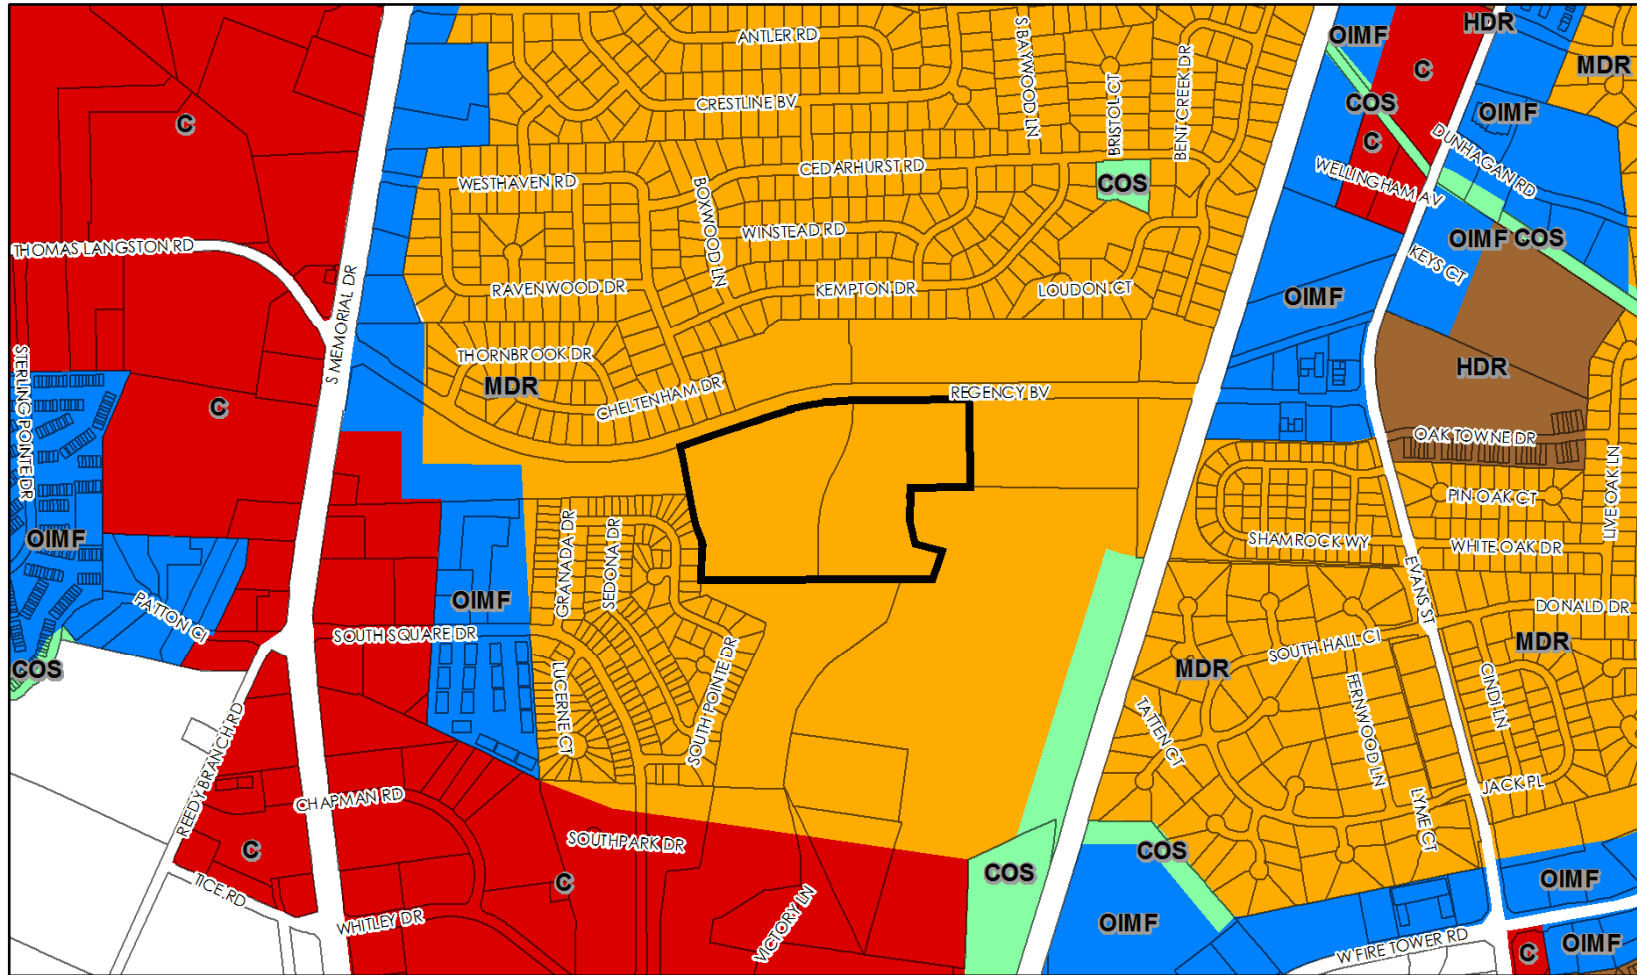 ANTLER RD
S BAYWOOD LN
OIMF
HDR
C
MDR
CRESTLINE BV
BRISTOL CT
BENT CREEK DR
COS
OIMF
C
C
DUNHAGAN RD
CEDARHURST RD
WESTHAVEN RD
COS
WELLINGHAM AV
BOXWOOD LN
WINSTEAD RD
OIMF
COS
THOMAS LANGSTON RD
KEYS CT
RAVENWOOD DR
KEMPTON DR
LOUDON CT
OIMF
S MEMORIAL DR
THORNBROOK DR
HDR
STERLING POINTE DR
MDR
CHELTENHAM DR
REGENCY BV
C
OAK TOWNE DR
LIVE OAK LN
PIN OAK CT
OIMF
GRANADA DR
SEDONA DR
SHAMROCK WY
WHITE OAK DR
EVANS ST
PATTON CI
OIMF
DONALD DR
SOUTH SQUARE DR
SOUTH HALL CI
MDR
COS
MDR
LUCERNE CT
SOUTH POINTE DR
FERNWOOD LN
CINDI LN
TATTEN CT
REEDY BRANCH RD
CHAPMAN RD
JACK PL
LYME CT
SOUTHPARK DR
C
COS
COS
C
OIMF
TICE RD
WHITLEY DR
VICTORY LN
OIMF
W FIRE TOWER RD
C
OIMF